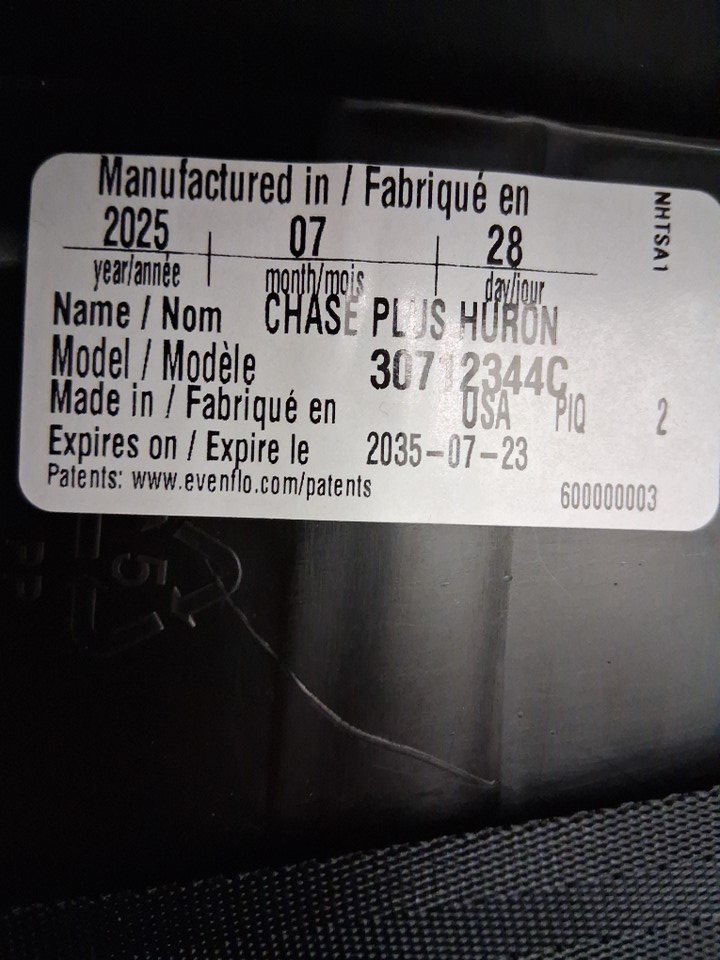 Manufactured in / Fabriqué en
2025 07 28
year/année month/mois day/jour
NHTSA1
Name / Nom CHASE PLUS HURON
Model / Modèle 30712344C
Made in / Fabriqué en USA PIQ 2
Expires on / Expire le 2035-07-23
Patents: www.evenflo.com/patents
600000003
5
PP